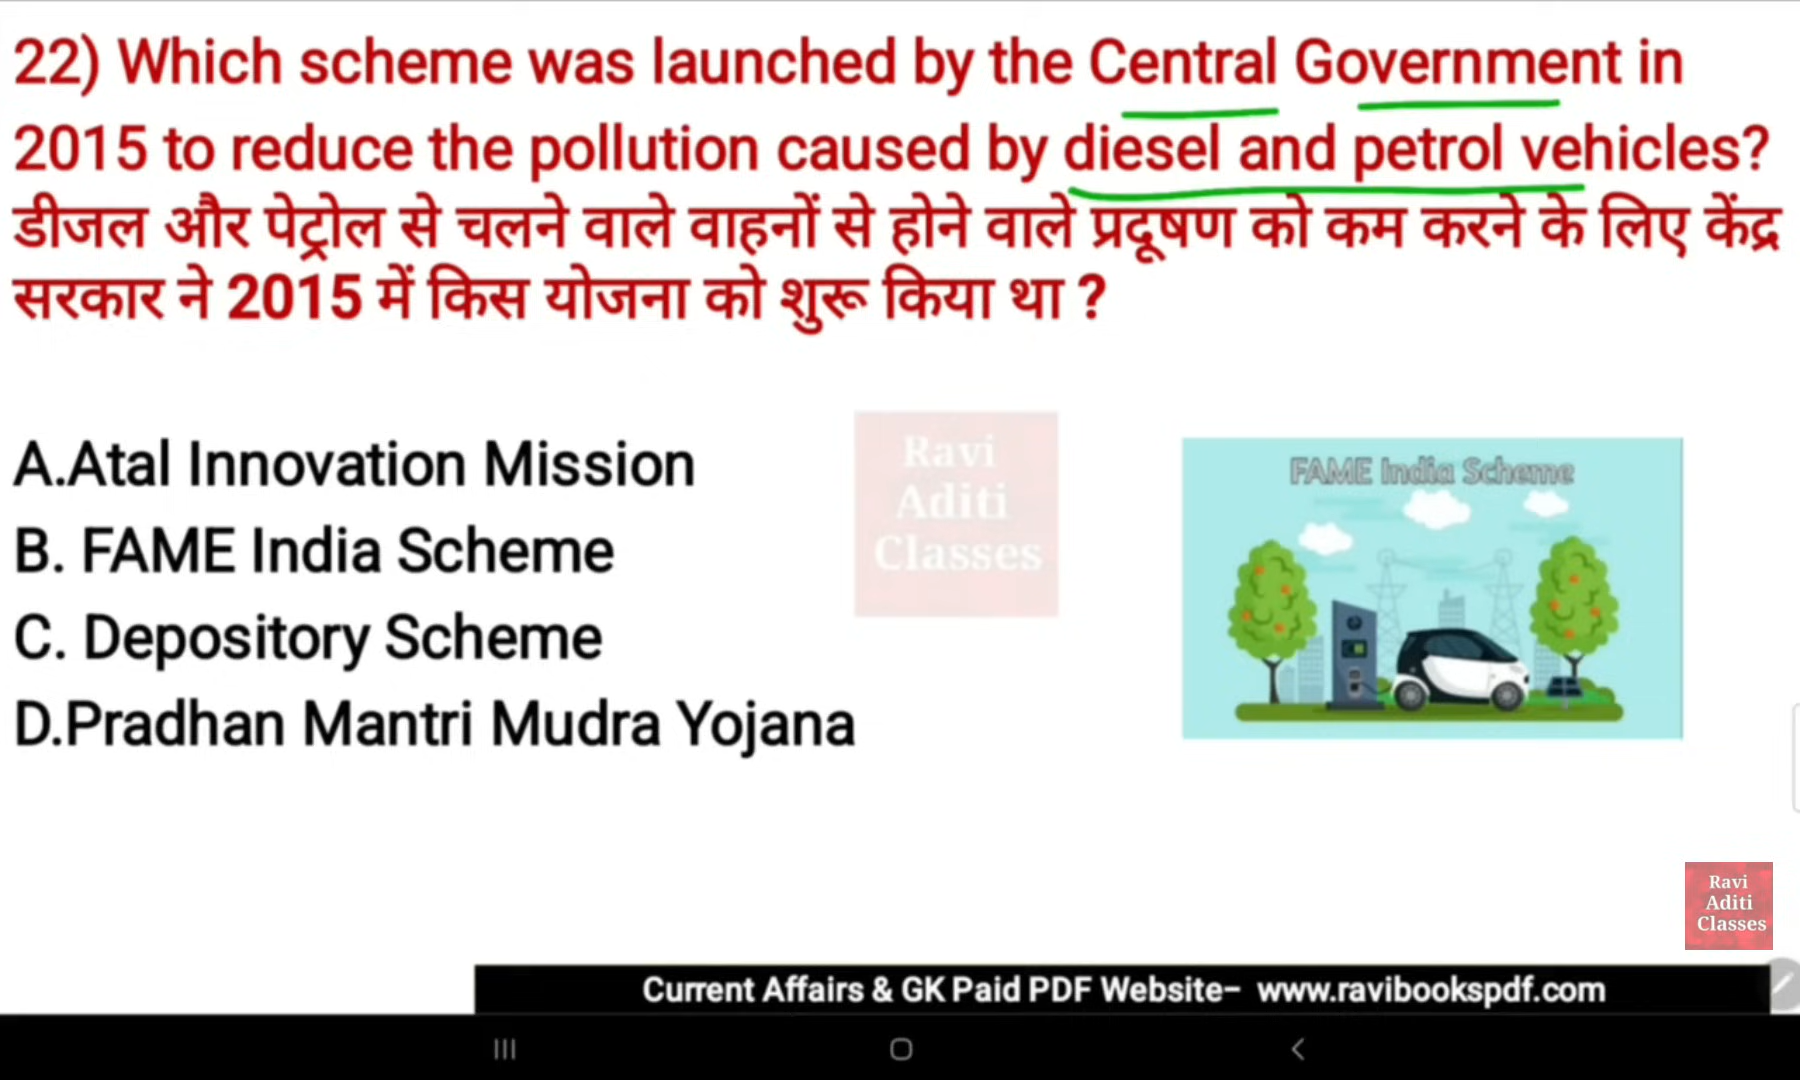 22) Which scheme was launched by the Central Government in
2015 to reduce the pollution caused by diesel and petrol vehicles?
डीजल और पेट्रोल से चलने वाले वाहनों से होने वाले प्रदूषण को कम करने के लिए केंद्र
सरकार ने 2015 में किस योजना को शुरू किया था ?
A.Atal Innovation Mission
B. FAME India Scheme
C. Depository Scheme
D.Pradhan Mantri Mudra Yojana
Ravi
Aditi
Classes
FAME India Scheme
Ravi
Aditi
Classes
Current Affairs & GK Paid PDF Website- www.ravibookspdf.com